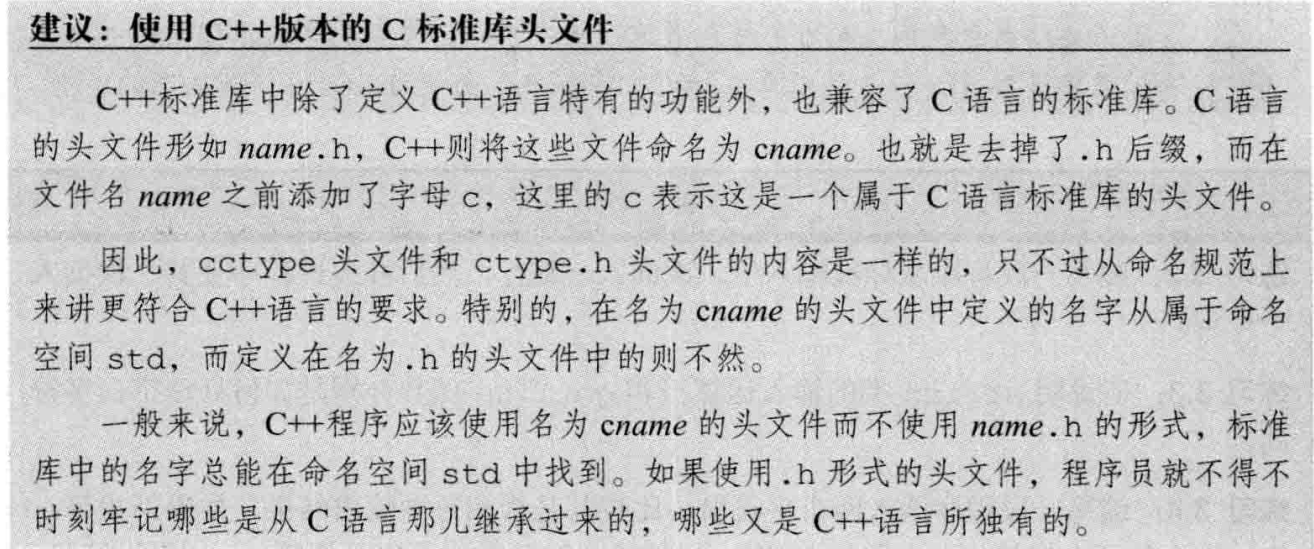 建议：使用 C++版本的 C 标准库头文件
C++标准库中除了定义 C++语言特有的功能外，也兼容了 C 语言的标准库。C 语言
的头文件形如 name.h，C++则将这些文件命名为 cname。也就是去掉了.h 后缀，而在
文件名 name 之前添加了字母 c，这里的 c 表示这是一个属于 C 语言标准库的头文件。
因此，cctype 头文件和 ctype.h 头文件的内容是一样的，只不过从命名规范上
来讲更符合 C++语言的要求。特别的，在名为 cname 的头文件中定义的名字从属于命名
空间 std，而定义在名为.h 的头文件中的则不然。
一般来说，C++程序应该使用名为 cname 的头文件而不使用 name.h 的形式，标准
库中的名字总能在命名空间 std 中找到。如果使用.h 形式的头文件，程序员就不得不
时刻牢记哪些是从 C 语言那儿继承过来的，哪些又是 C++语言所独有的。